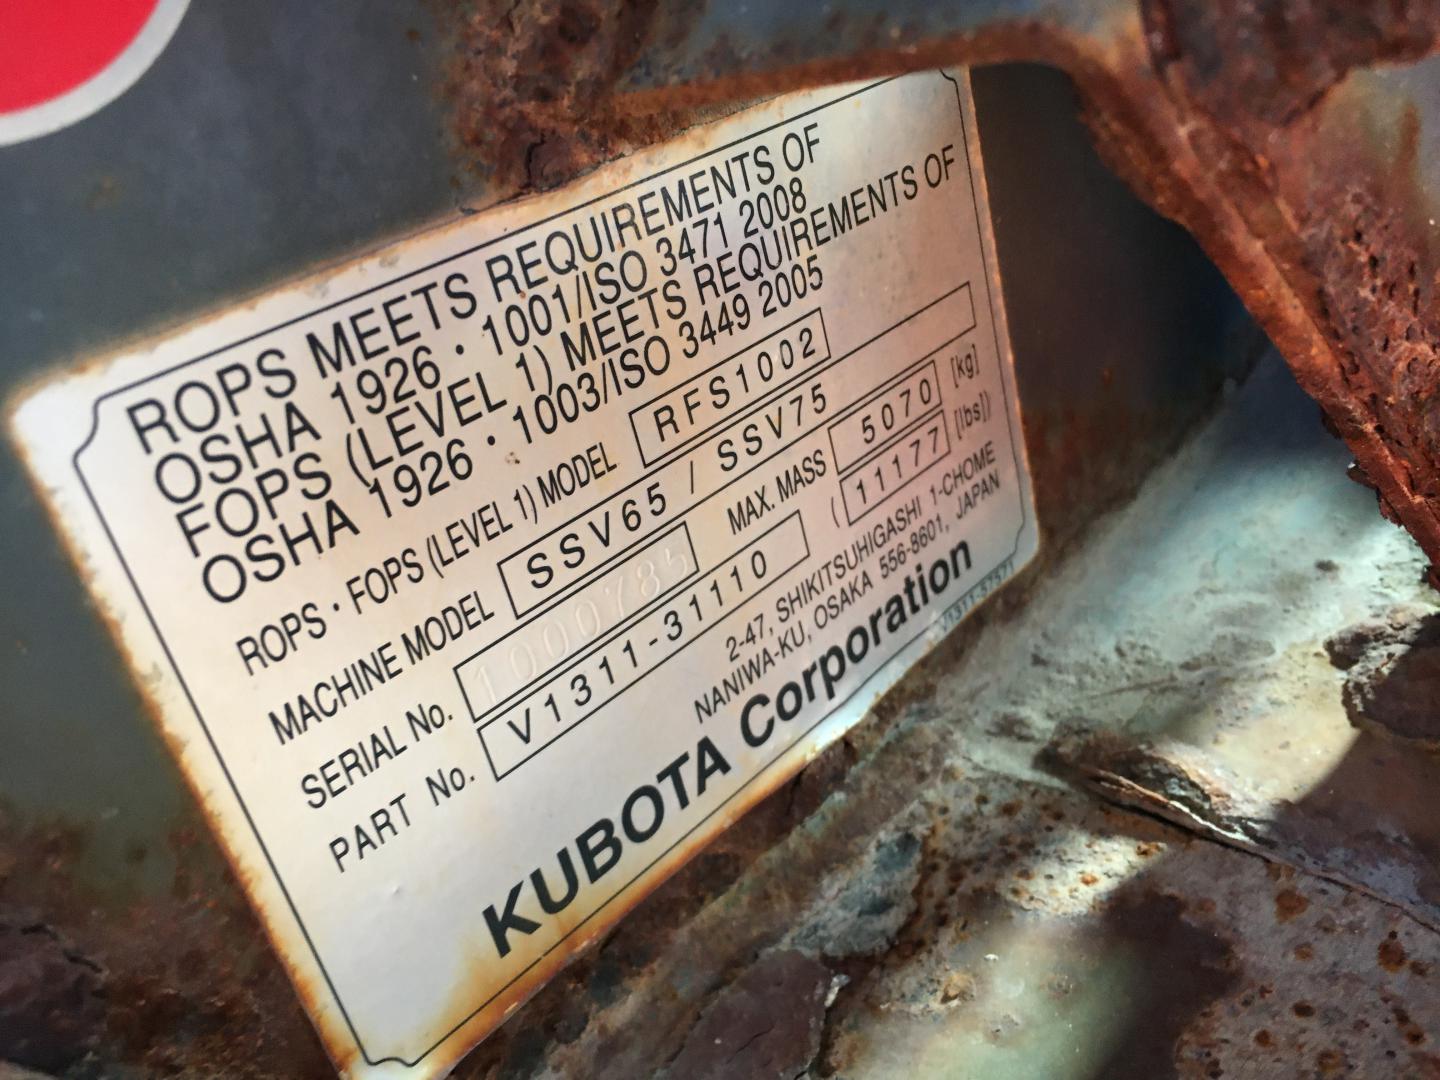 ROPS MEETS REQUIREMENTS OF
OSHA 1926・1001/ISO 3471 2008
FOPS (LEVEL 1) MEETS REQUIREMENTS OF
OSHA 1926・1003/ISO 3449 2005
ROPS・FOPS (LEVEL 1) MODEL RFS1002
MACHINE MODEL SSV65 / SSV75
SERIAL No. 1000785 MAX. MASS 5070 [kg]
PART No. V1311-31110 (11177 [lbs])
2-47, SHIKITSUHIGASHI 1-CHOME
NANIWA-KU, OSAKA 556-8601, JAPAN
KUBOTA Corporation